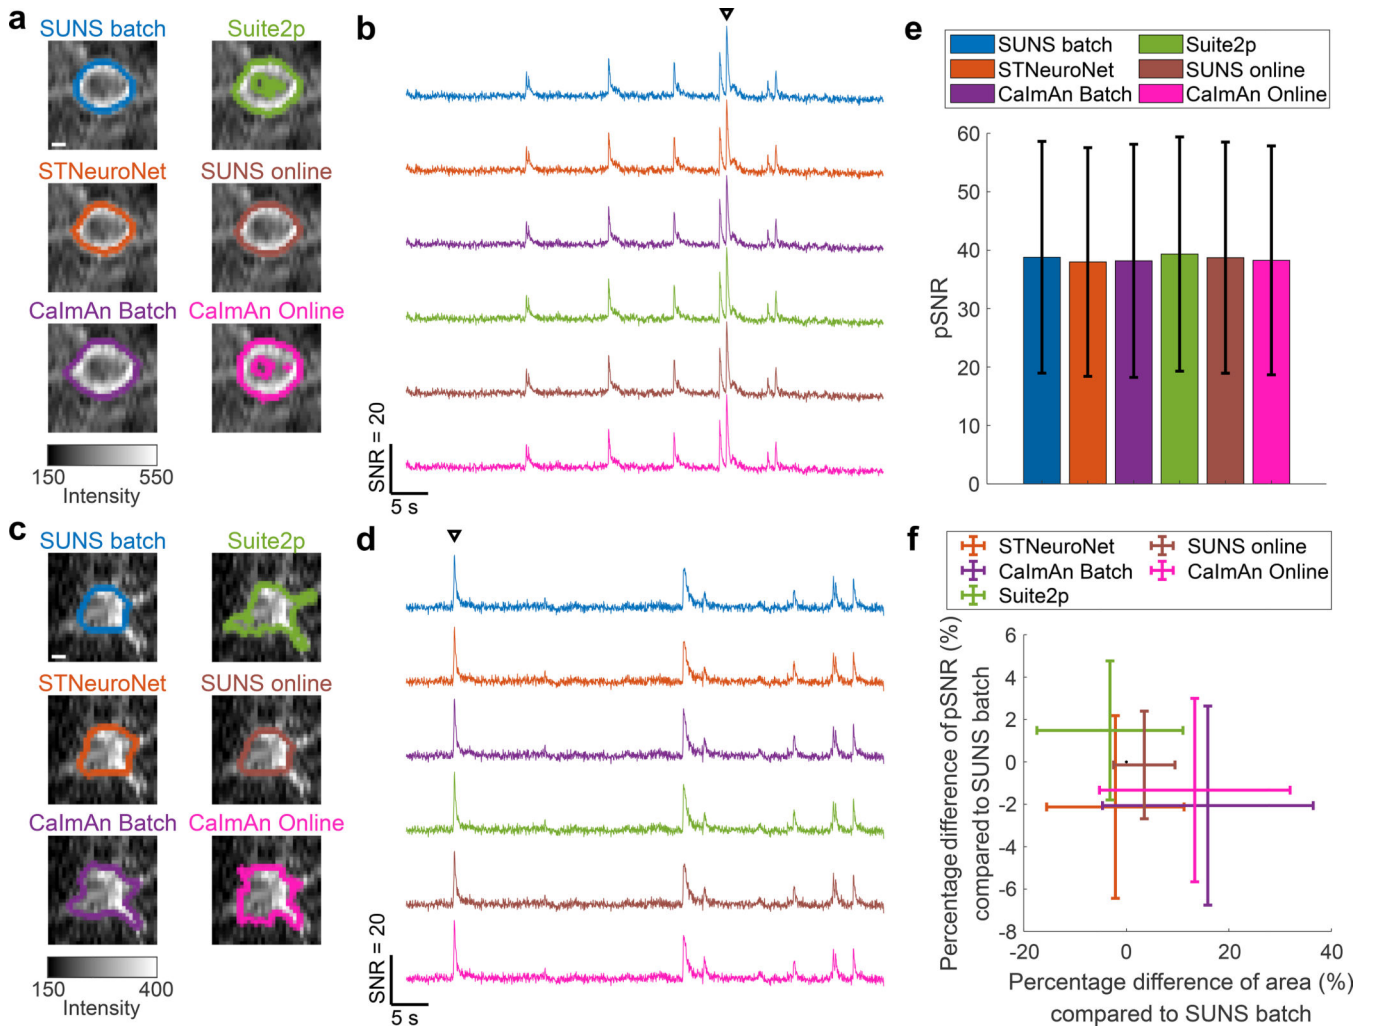 a
SUNS batch
Suite2p
STNeuroNet
SUNS online
CaImAn Batch
CaImAn Online
150
550
Intensity
b
SNR = 20
5 s
c
SUNS batch
Suite2p
STNeuroNet
SUNS online
CaImAn Batch
CaImAn Online
150
400
Intensity
d
SNR = 20
5 s
e
SUNS batch
Suite2p
STNeuroNet
SUNS online
CaImAn Batch
CaImAn Online
60
50
40
30
20
10
0
pSNR
f
STNeuroNet
SUNS online
CaImAn Batch
CaImAn Online
Suite2p
Percentage difference of pSNR (%)
compared to SUNS batch
6
4
2
0
-2
-4
-6
-8
-20
0
20
40
Percentage difference of area (%)
compared to SUNS batch